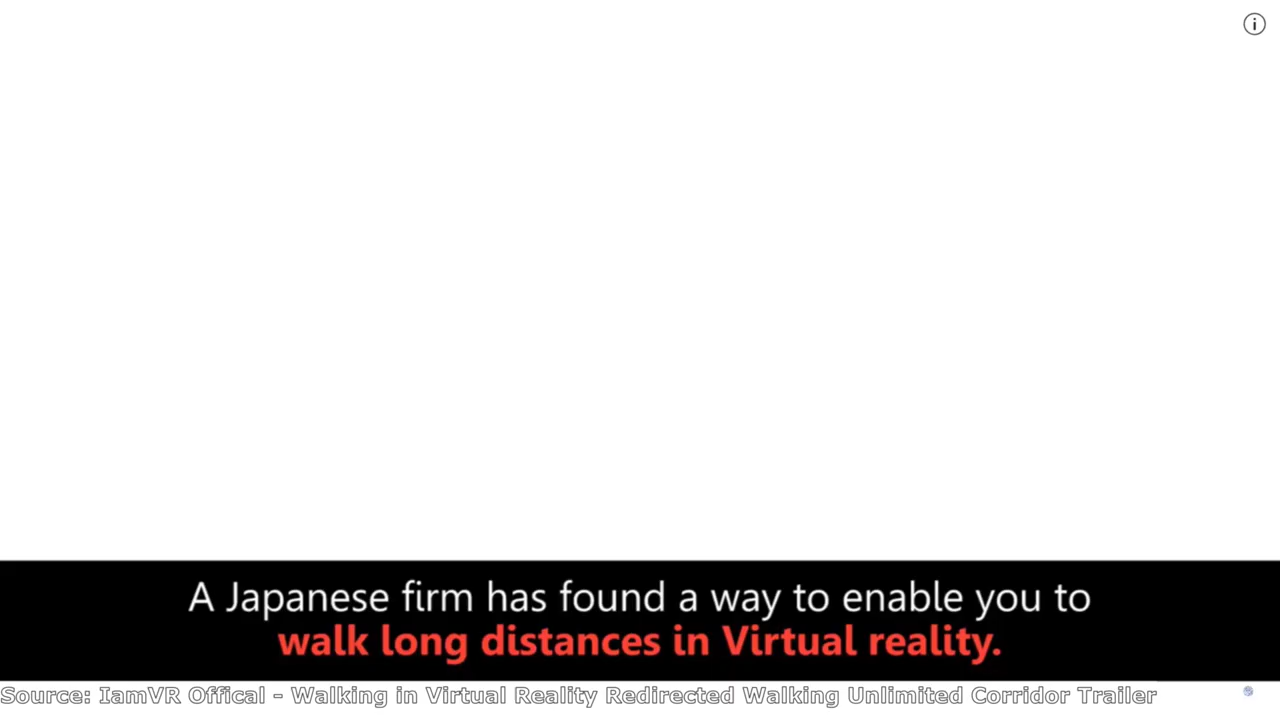 A Japanese firm has found a way to enable you to
walk long distances in Virtual reality.
Source: IamVR Offical - Walking in Virtual Reality Redirected Walking Unlimited Corridor Trailer